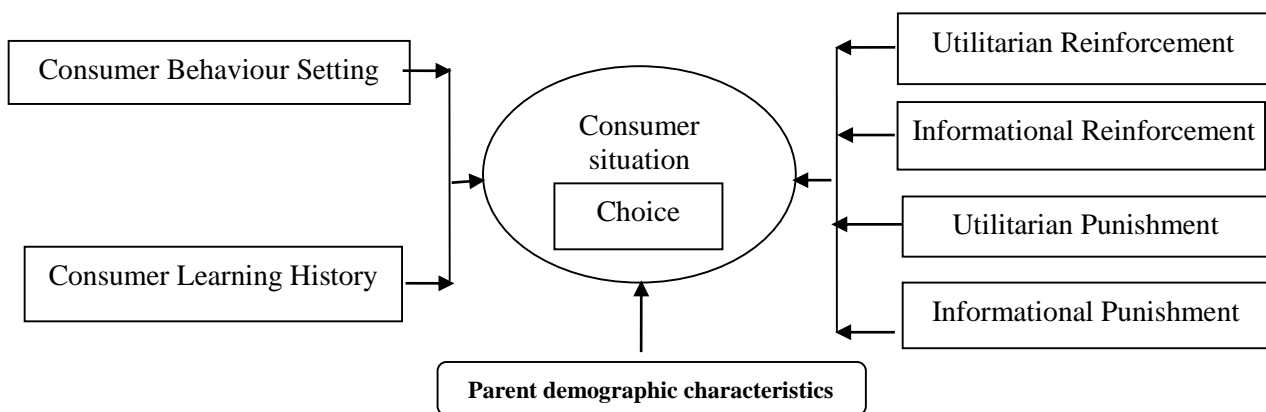 Consumer Behaviour Setting
Consumer Learning History
Consumer
situation
Choice
Parent demographic characteristics
Utilitarian Reinforcement
Informational Reinforcement
Utilitarian Punishment
Informational Punishment